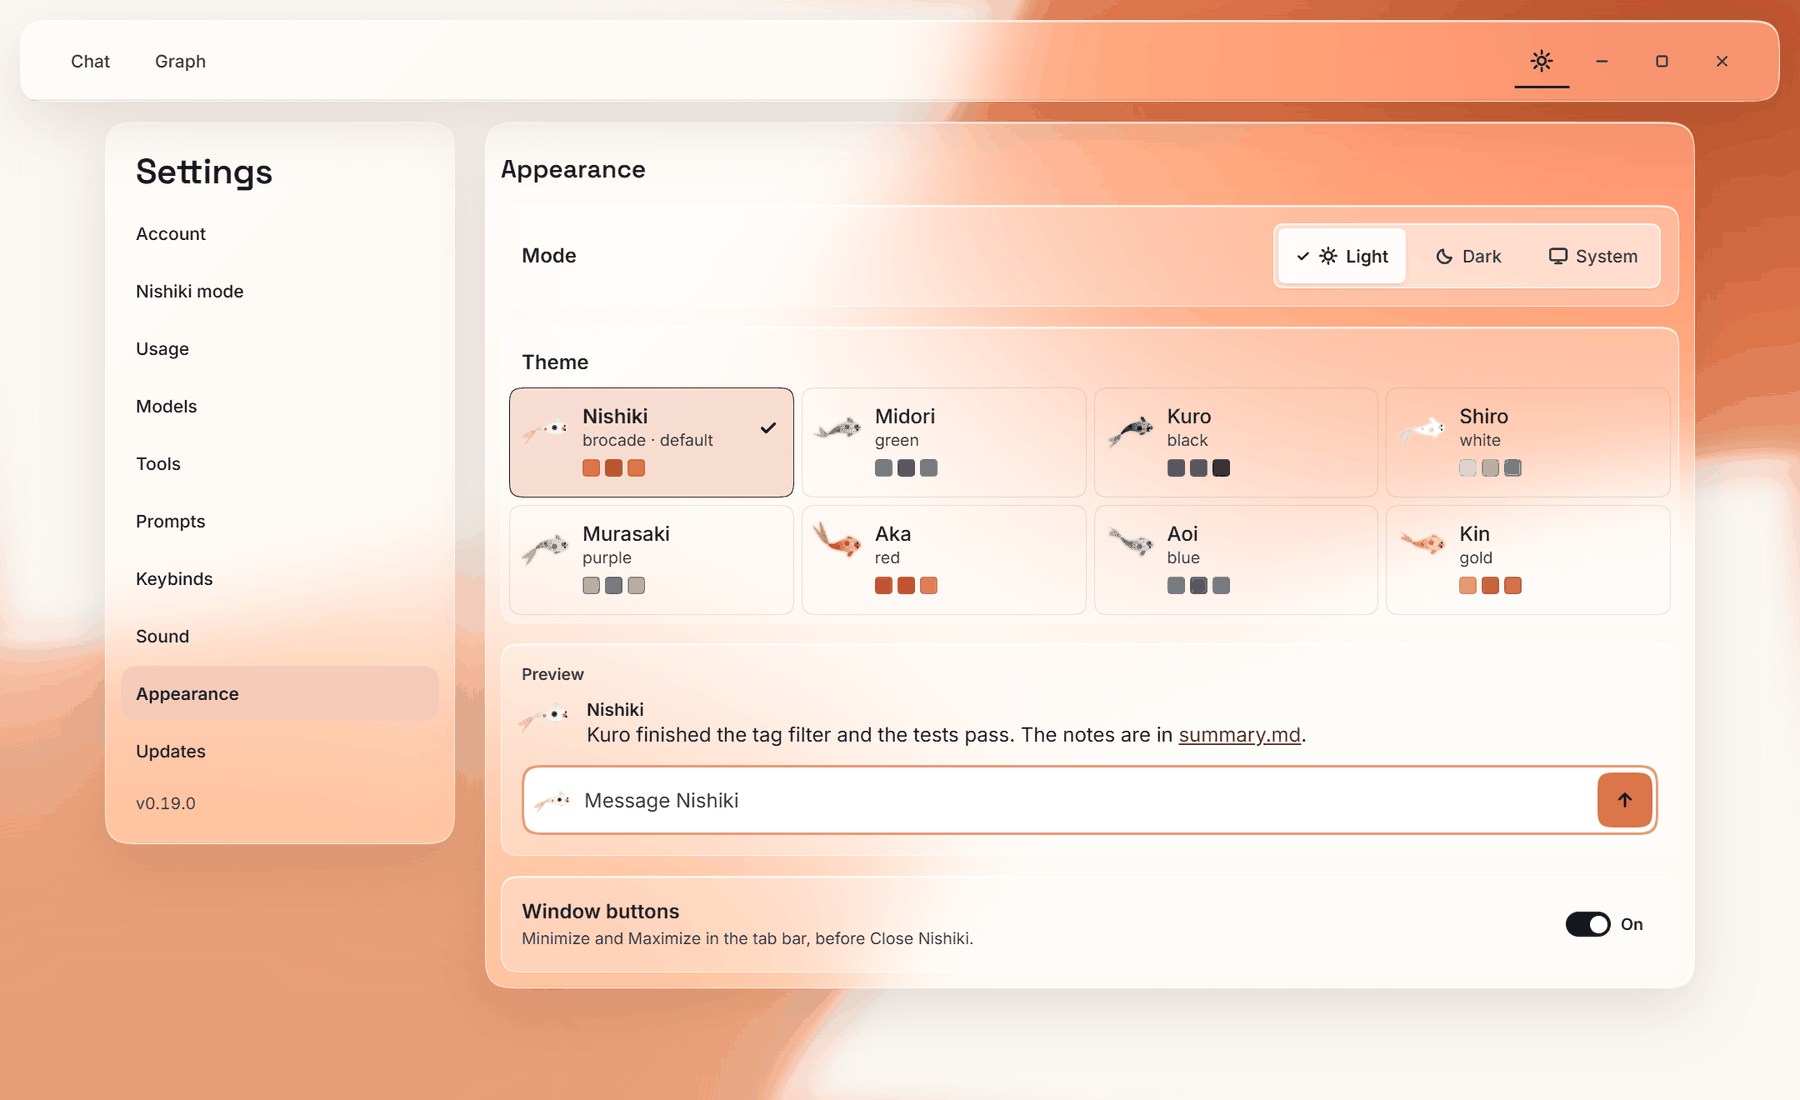 Chat
Graph
Settings
Account
Nishiki mode
Usage
Models
Tools
Prompts
Keybinds
Sound
Appearance
Updates
v0.19.0
Appearance
Mode
Light
Dark
System
Theme
Nishiki
brocade · default
Midori
green
Kuro
black
Shiro
white
Murasaki
purple
Aka
red
Aoi
blue
Kin
gold
Preview
Nishiki
Kuro finished the tag filter and the tests pass. The notes are in summary.md.
Message Nishiki
Window buttons
Minimize and Maximize in the tab bar, before Close Nishiki.
On